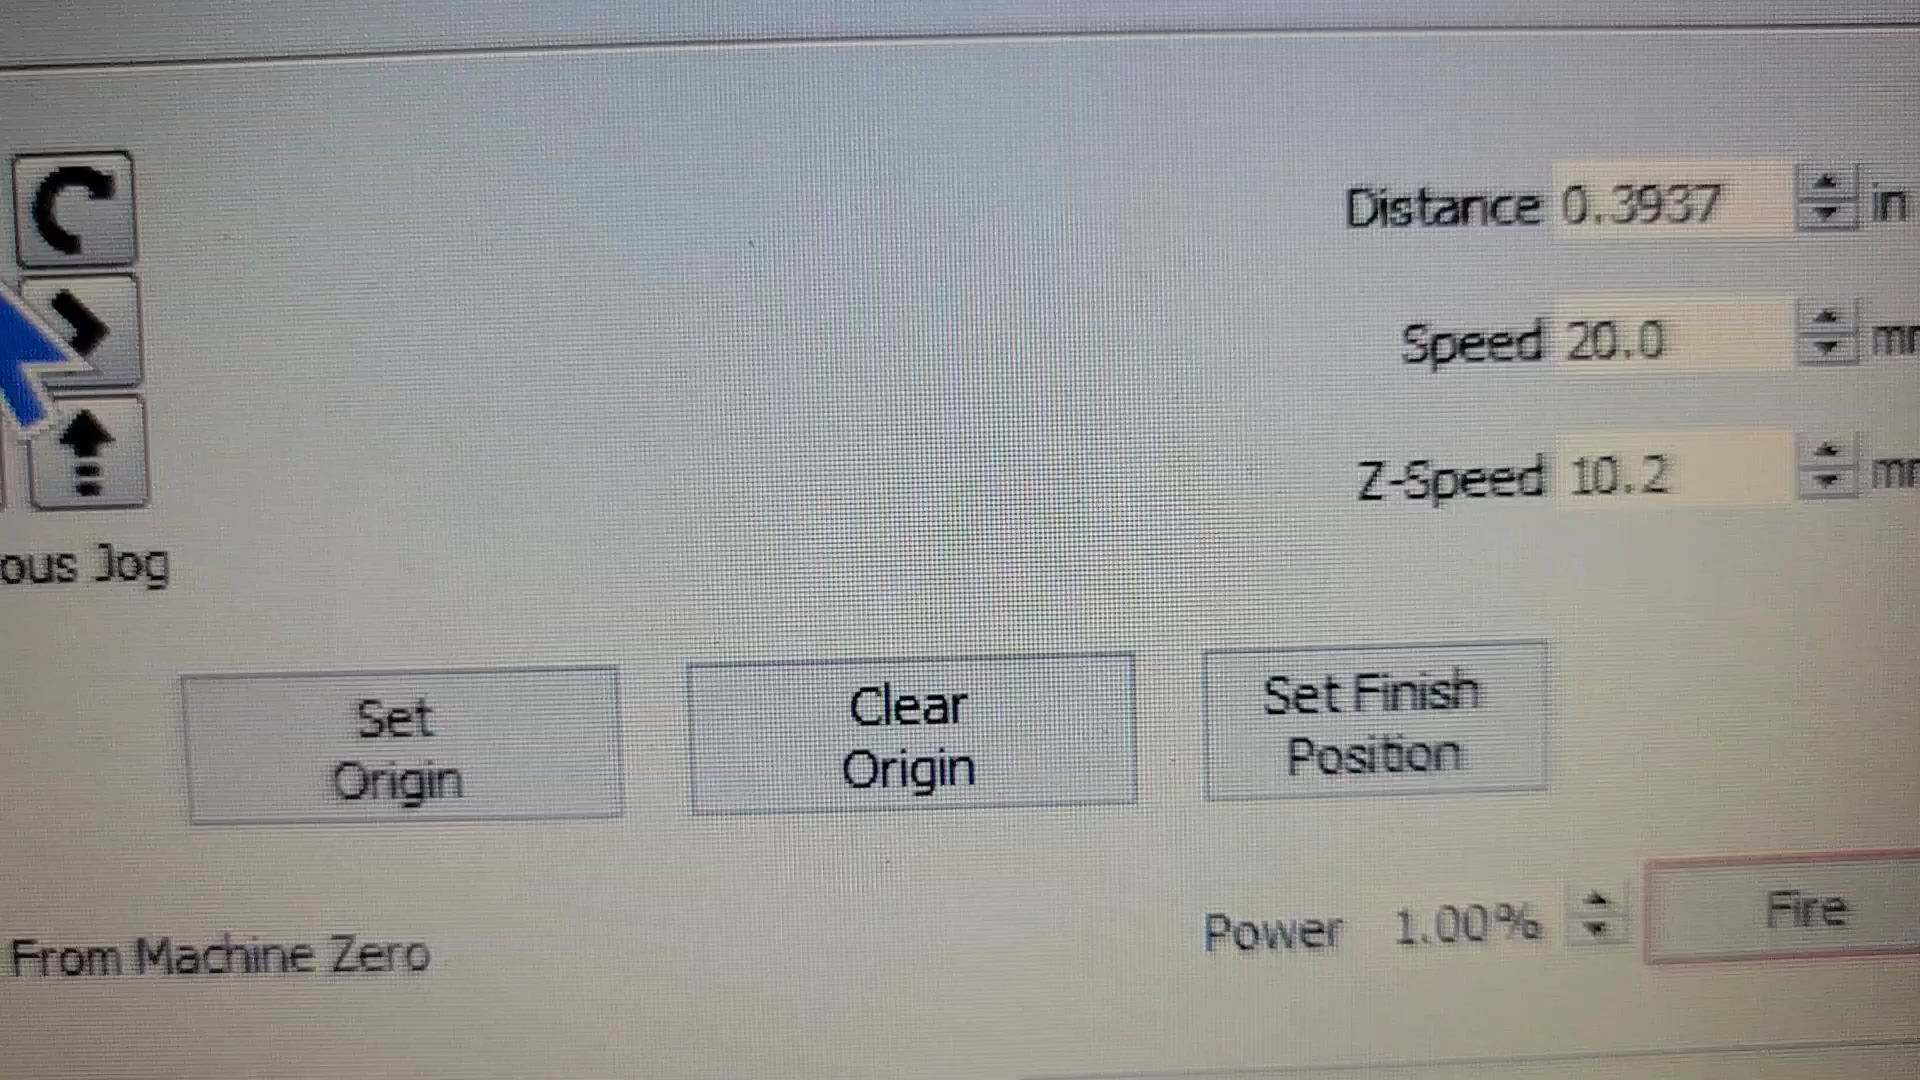 Distance 0.3937 in
Speed 20.0
Z-Speed 10.2
ous Jog
Set
Origin
Clear
Origin
Set Finish
Position
Power 1.00% Fire
From Machine Zero